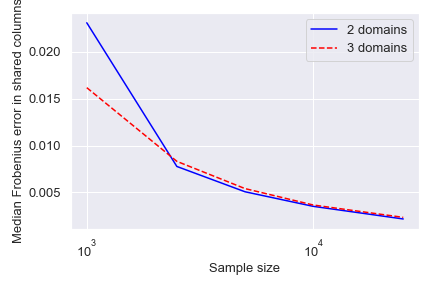 Median Frobenius error in shared columns
0.020
0.015
0.010
0.005
2 domains
3 domains
10³
10⁴
Sample size